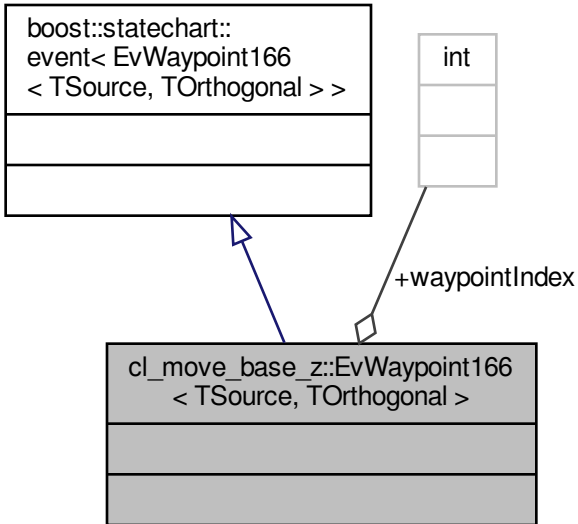 boost::statechart::
event< EvWaypoint166
< TSource, TOrthogonal > >
int
+waypointIndex
cl_move_base_z::EvWaypoint166
< TSource, TOrthogonal >